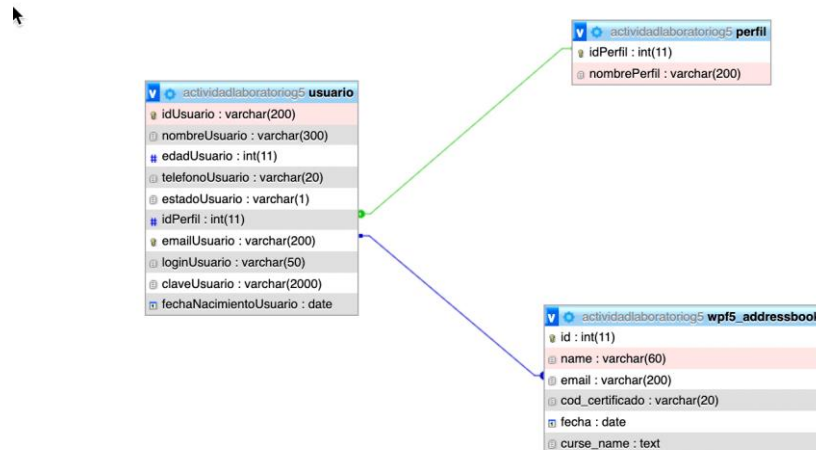 v actividadlaboratoriog5 perfil
idPerfil : int(11)
nombrePerfil : varchar(200)
v actividadlaboratoriog5 usuario
idUsuario : varchar(200)
nombreUsuario : varchar(300)
# edadUsuario : int(11)
telefonoUsuario : varchar(20)
estadoUsuario : varchar(1)
# idPerfil : int(11)
emailUsuario : varchar(200)
loginUsuario : varchar(50)
claveUsuario : varchar(2000)
fechaNacimientoUsuario : date
v actividadlaboratoriog5 wpf5_addressbook
id : int(11)
name : varchar(60)
email : varchar(200)
cod_certificado : varchar(20)
fecha : date
curse_name : text